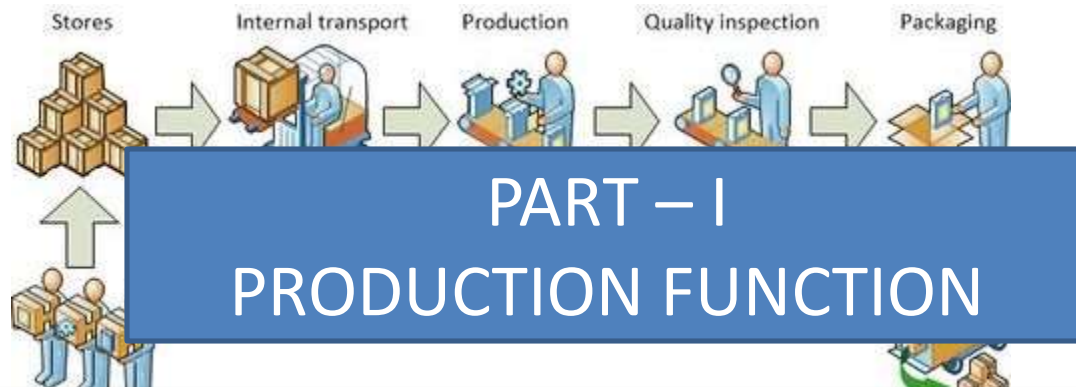 Stores Internal transport Production Quality inspection Packaging
PART – I
PRODUCTION FUNCTION